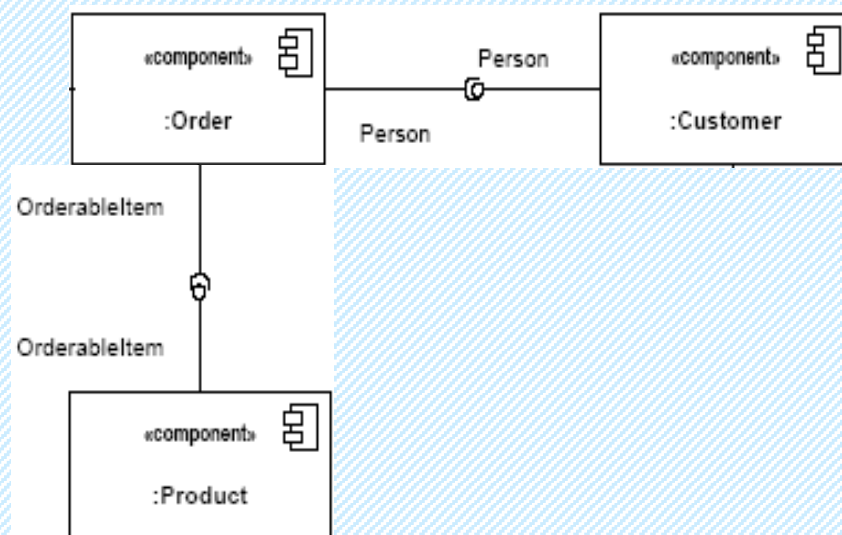 «component»
:Order
Person
Person
«component»
:Customer
OrderableItem
OrderableItem
«component»
:Product